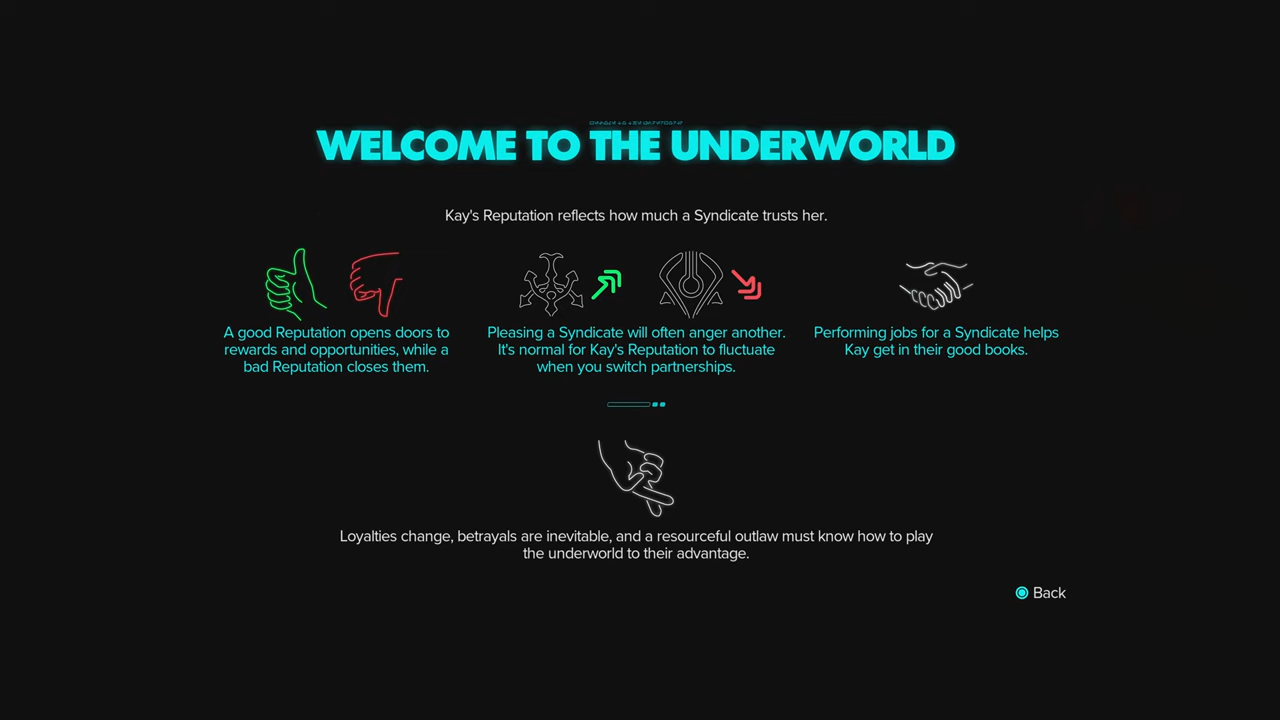 WELCOME TO THE UNDERWORLD
Kay's Reputation reflects how much a Syndicate trusts her.
A good Reputation opens doors to
rewards and opportunities, while a
bad Reputation closes them.
Pleasing a Syndicate will often anger another.
It's normal for Kay's Reputation to fluctuate
when you switch partnerships.
Performing jobs for a Syndicate helps
Kay get in their good books.
Loyalties change, betrayals are inevitable, and a resourceful outlaw must know how to play
the underworld to their advantage.
Back